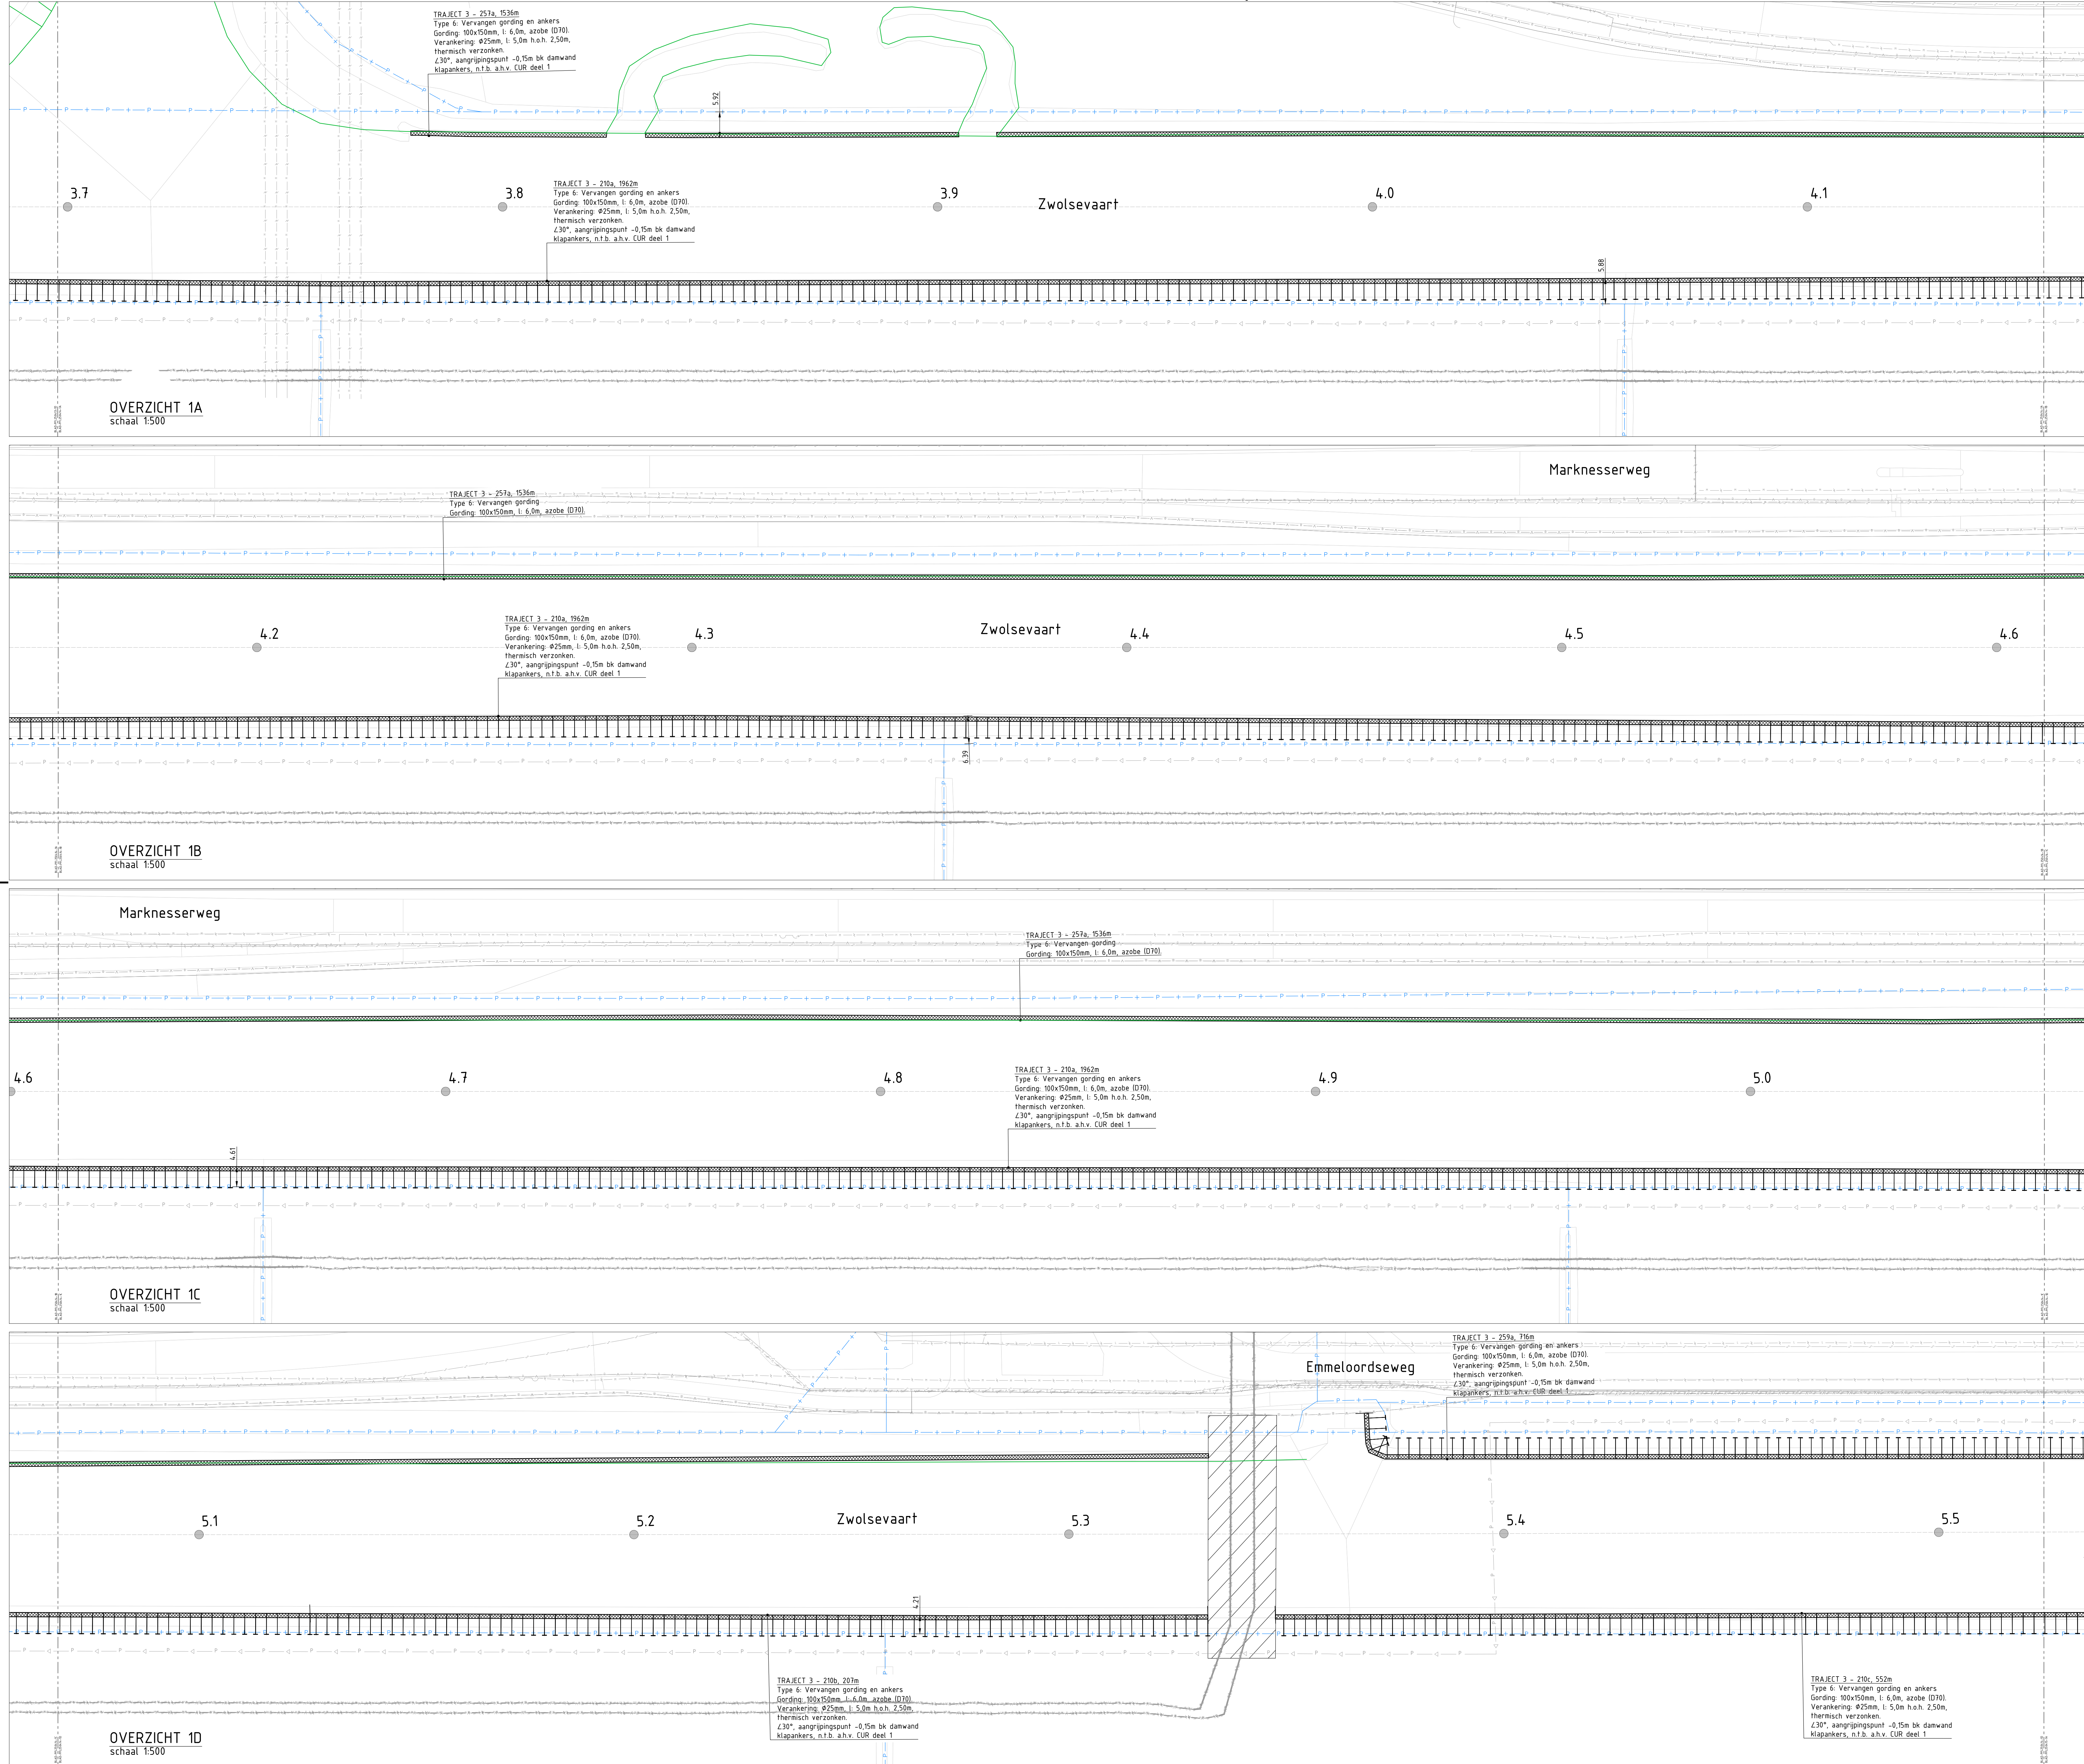 TRAJECT 3 - 257a, 1536m
Type 6: Vervangen gording en ankers
Gording: 100x150mm, l: 6,0m, azobe (D70).
Verankering: Ø25mm, l: 5,0m h.o.h. 2,50m,
thermisch verzonken.
∠30°, aangrijpingspunt -0,15m bk damwand
klapankers, n.t.b. a.h.v. CUR deel 1
5.92
TRAJECT 3 - 210a, 1962m
Type 6: Vervangen gording en ankers
Gording: 100x150mm, l: 6,0m, azobe (D70).
Verankering: Ø25mm, l: 5,0m h.o.h. 2,50m,
thermisch verzonken.
∠30°, aangrijpingspunt -0,15m bk damwand
klapankers, n.t.b. a.h.v. CUR deel 1
3.7
3.8
3.9
Zwolsevaart
4.0
4.1
5.88
OVERZICHT 1A
schaal 1:500
Marknesserweg
TRAJECT 3 - 257a, 1536m
Type 6: Vervangen gording
Gording: 100x150mm, l: 6,0m, azobe (D70).
TRAJECT 3 - 210a, 1962m
Type 6: Vervangen gording en ankers
Gording: 100x150mm, l: 6,0m, azobe (D70).
Verankering: Ø25mm, l: 5,0m h.o.h. 2,50m,
thermisch verzonken.
∠30°, aangrijpingspunt -0,15m bk damwand
klapankers, n.t.b. a.h.v. CUR deel 1
4.2
4.3
Zwolsevaart
4.4
4.5
4.6
6.39
OVERZICHT 1B
schaal 1:500
Marknesserweg
TRAJECT 3 - 257a, 1536m
Type 6: Vervangen gording
Gording: 100x150mm, l: 6,0m, azobe (D70).
4.6
4.7
4.8
4.9
5.0
TRAJECT 3 - 210a, 1962m
Type 6: Vervangen gording en ankers
Gording: 100x150mm, l: 6,0m, azobe (D70).
Verankering: Ø25mm, l: 5,0m h.o.h. 2,50m,
thermisch verzonken.
∠30°, aangrijpingspunt -0,15m bk damwand
klapankers, n.t.b. a.h.v. CUR deel 1
4.61
OVERZICHT 1C
schaal 1:500
Emmeloordseweg
TRAJECT 3 - 259a, 716m
Type 6: Vervangen gording en ankers
Gording: 100x150mm, l: 6,0m, azobe (D70).
Verankering: Ø25mm, l: 5,0m h.o.h. 2,50m,
thermisch verzonken.
∠30°, aangrijpingspunt -0,15m bk damwand
klapankers, n.t.b. a.h.v. CUR deel 1
5.1
5.2
Zwolsevaart
5.3
5.4
5.5
4.21
TRAJECT 3 - 210b, 207m
Type 6: Vervangen gording en ankers
Gording: 100x150mm, l: 6,0m, azobe (D70).
Verankering: Ø25mm, l: 5,0m h.o.h. 2,50m,
thermisch verzonken.
∠30°, aangrijpingspunt -0,15m bk damwand
klapankers, n.t.b. a.h.v. CUR deel 1
TRAJECT 3 - 210c, 552m
Type 6: Vervangen gording en ankers
Gording: 100x150mm, l: 6,0m, azobe (D70).
Verankering: Ø25mm, l: 5,0m h.o.h. 2,50m,
thermisch verzonken.
∠30°, aangrijpingspunt -0,15m bk damwand
klapankers, n.t.b. a.h.v. CUR deel 1
OVERZICHT 1D
schaal 1:500